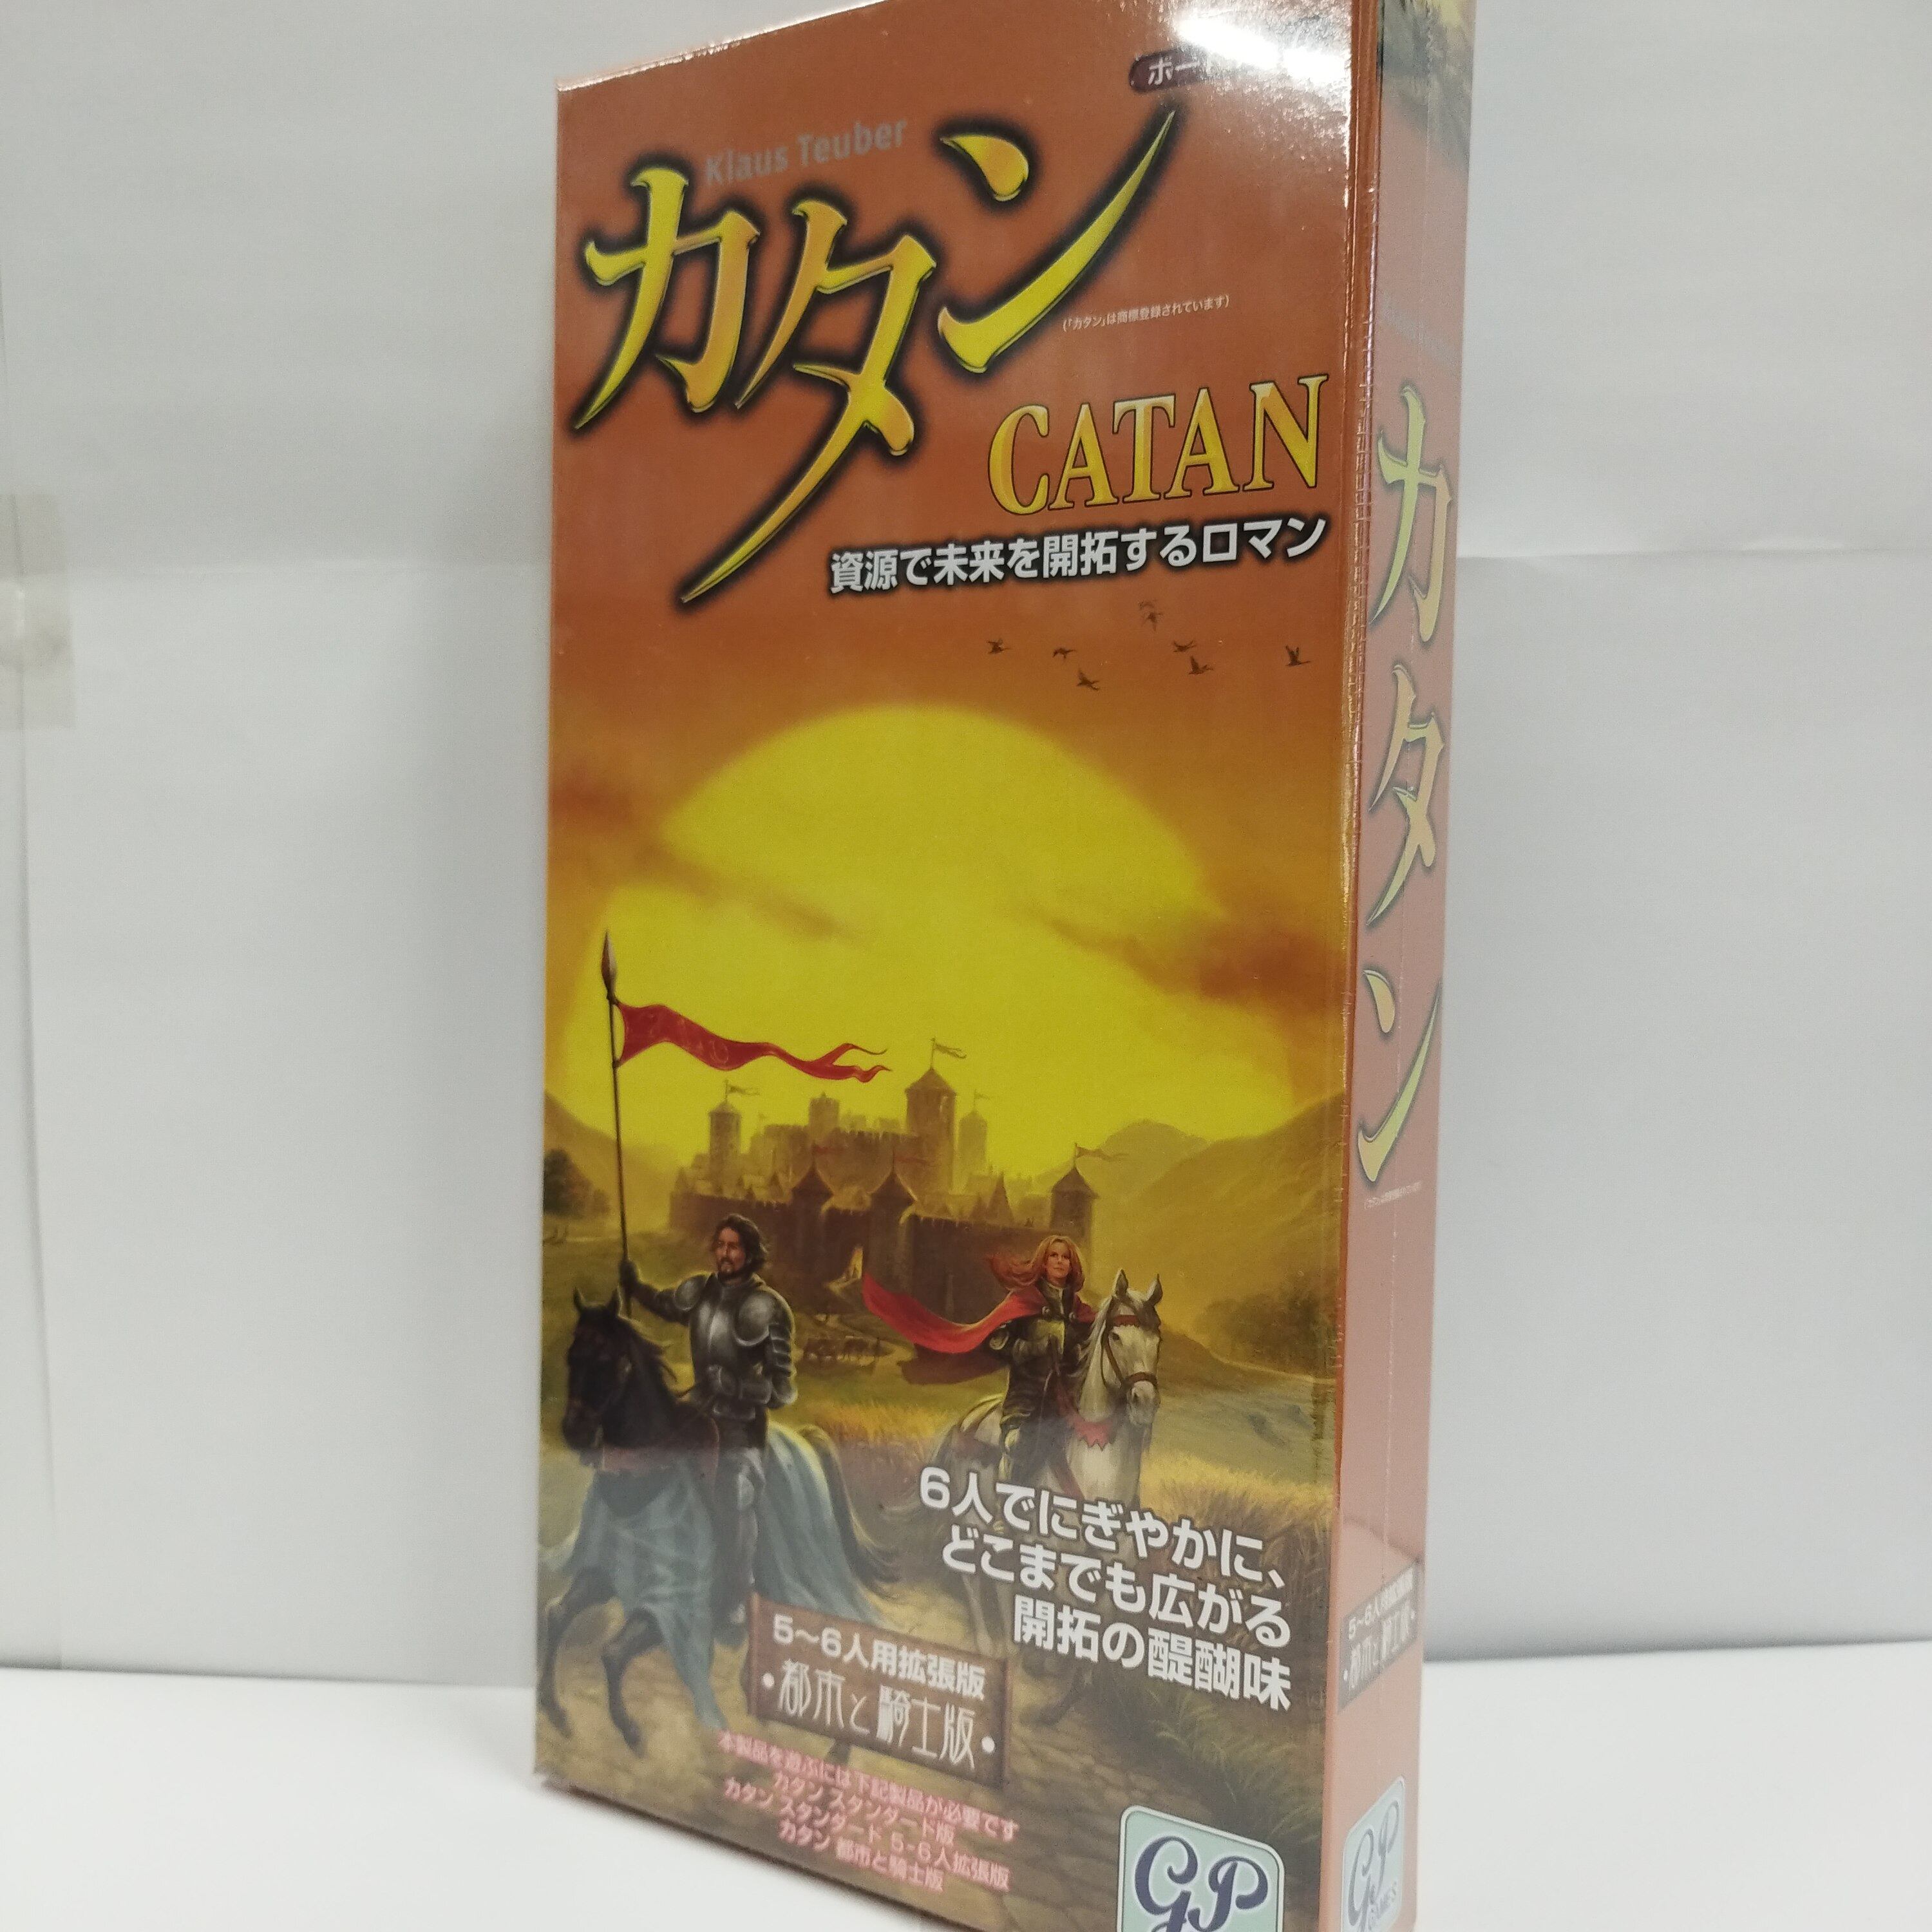 Klaus Teuber
カタン
(「カタン」は商標登録されています)
CATAN
資源で未来を開拓するロマン
6人でにぎやかに、
どこまでも広がる
開拓の醍醐味
5～6人用拡張版
・都市と騎士版・
本製品を遊ぶには下記製品が必要です
カタン スタンダード版
カタン スタンダード 5-6人拡張版
カタン 都市と騎士版
GP
カタン
5～6人用拡張版
・都市と騎士版・
GP
GAMES